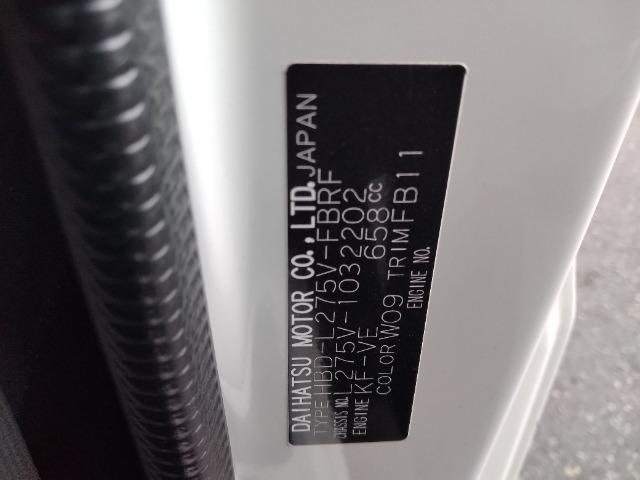 DAIHATSU MOTOR CO., LTD. JAPAN
TYPE HBD-L275V-FBRF
CHASSIS NO. L275V-1032202
ENGINE KF-VE 658CC
COLOR W09 TRIM FB11
ENGINE NO.